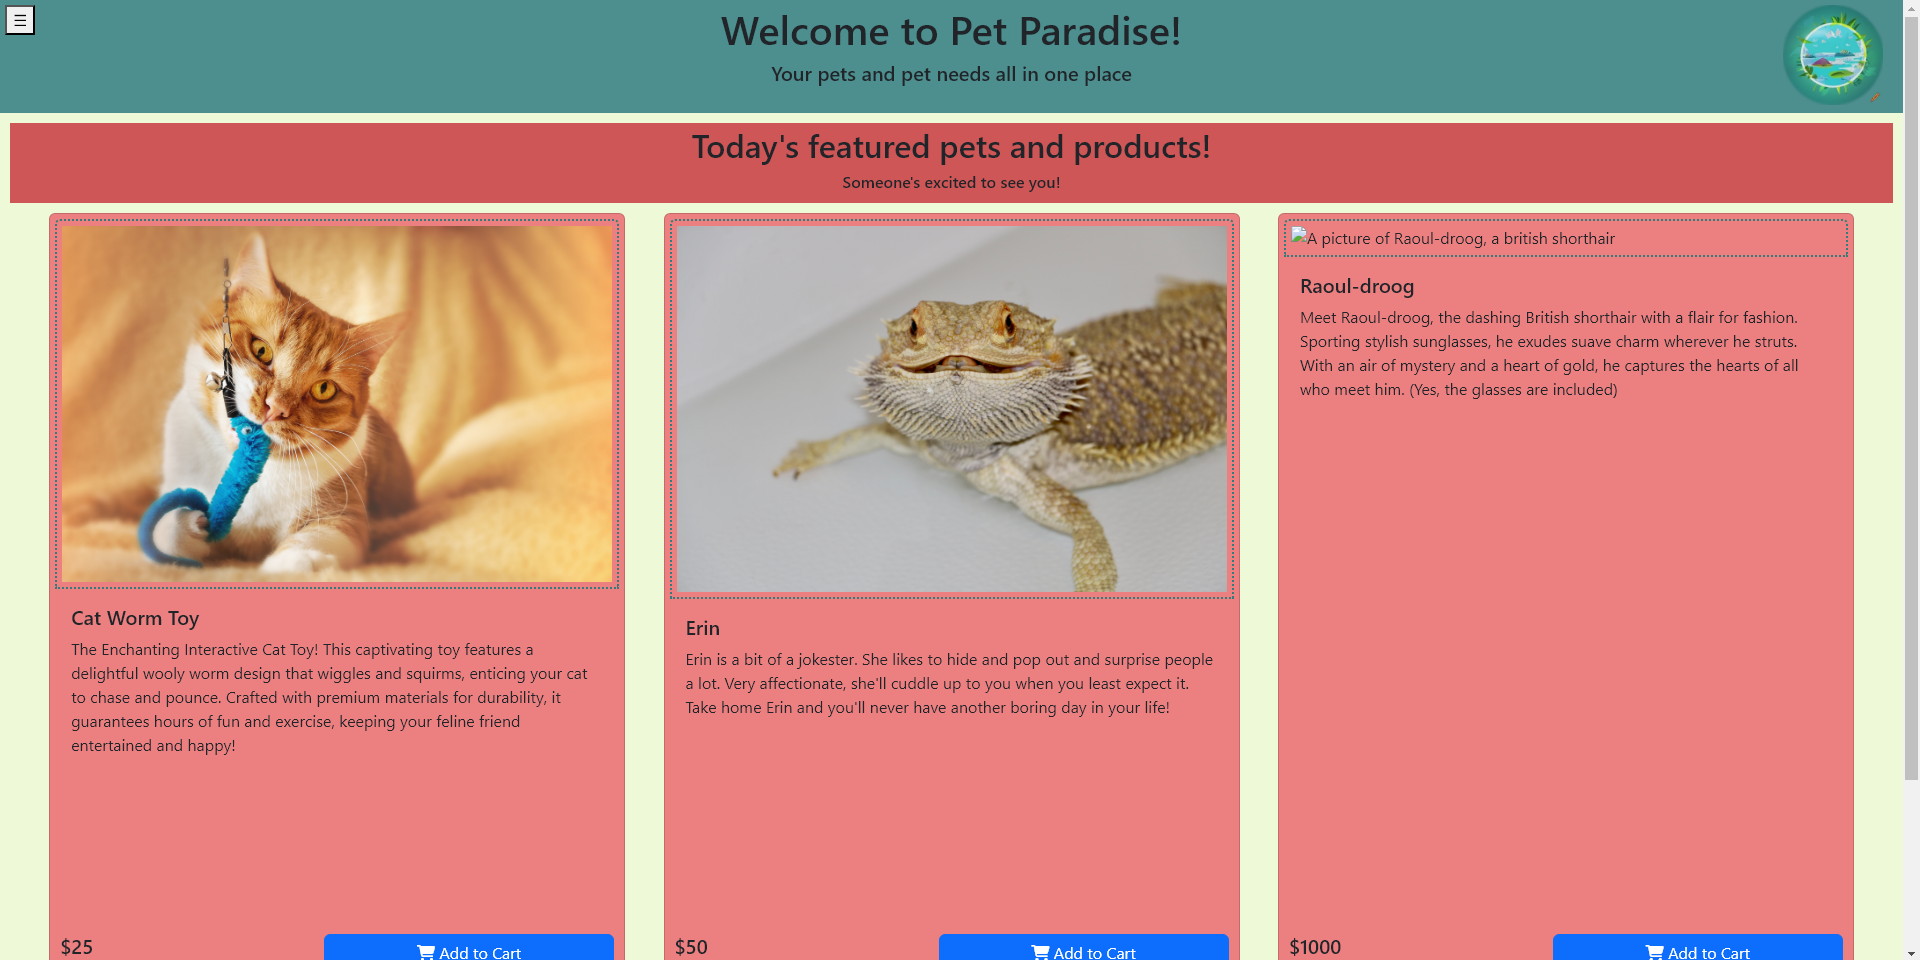 ☰
Welcome to Pet Paradise!
Your pets and pet needs all in one place
Today's featured pets and products!
Someone's excited to see you!
Cat Worm Toy
The Enchanting Interactive Cat Toy! This captivating toy features a
delightful wooly worm design that wiggles and squirms, enticing your cat
to chase and pounce. Crafted with premium materials for durability, it
guarantees hours of fun and exercise, keeping your feline friend
entertained and happy!
$25
Add to Cart
Erin
Erin is a bit of a jokester. She likes to hide and pop out and surprise people
a lot. Very affectionate, she'll cuddle up to you when you least expect it.
Take home Erin and you'll never have another boring day in your life!
$50
Add to Cart
A picture of Raoul-droog, a british shorthair
Raoul-droog
Meet Raoul-droog, the dashing British shorthair with a flair for fashion.
Sporting stylish sunglasses, he exudes suave charm wherever he struts.
With an air of mystery and a heart of gold, he captures the hearts of all
who meet him. (Yes, the glasses are included)
$1000
Add to Cart